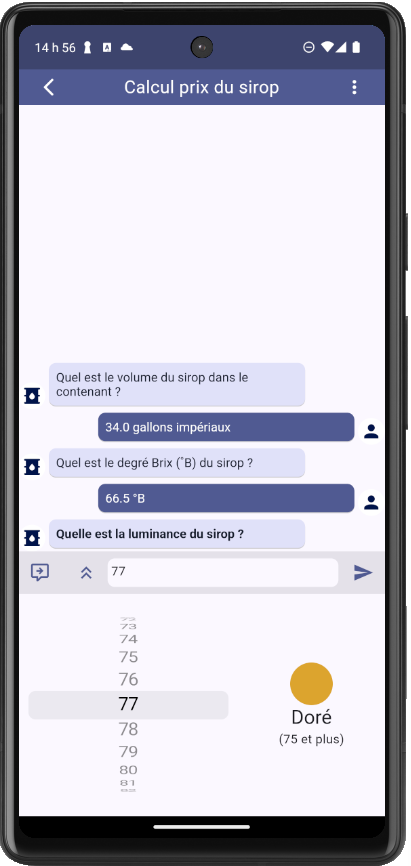 14 h 56
Calcul prix du sirop
Quel est le volume du sirop dans le
contenant ?
34.0 gallons impériaux
Quel est le degré Brix (°B) du sirop ?
66.5 °B
Quelle est la luminance du sirop ?
77
72
73
74
75
76
77
78
79
80
81
82
Doré
(75 et plus)